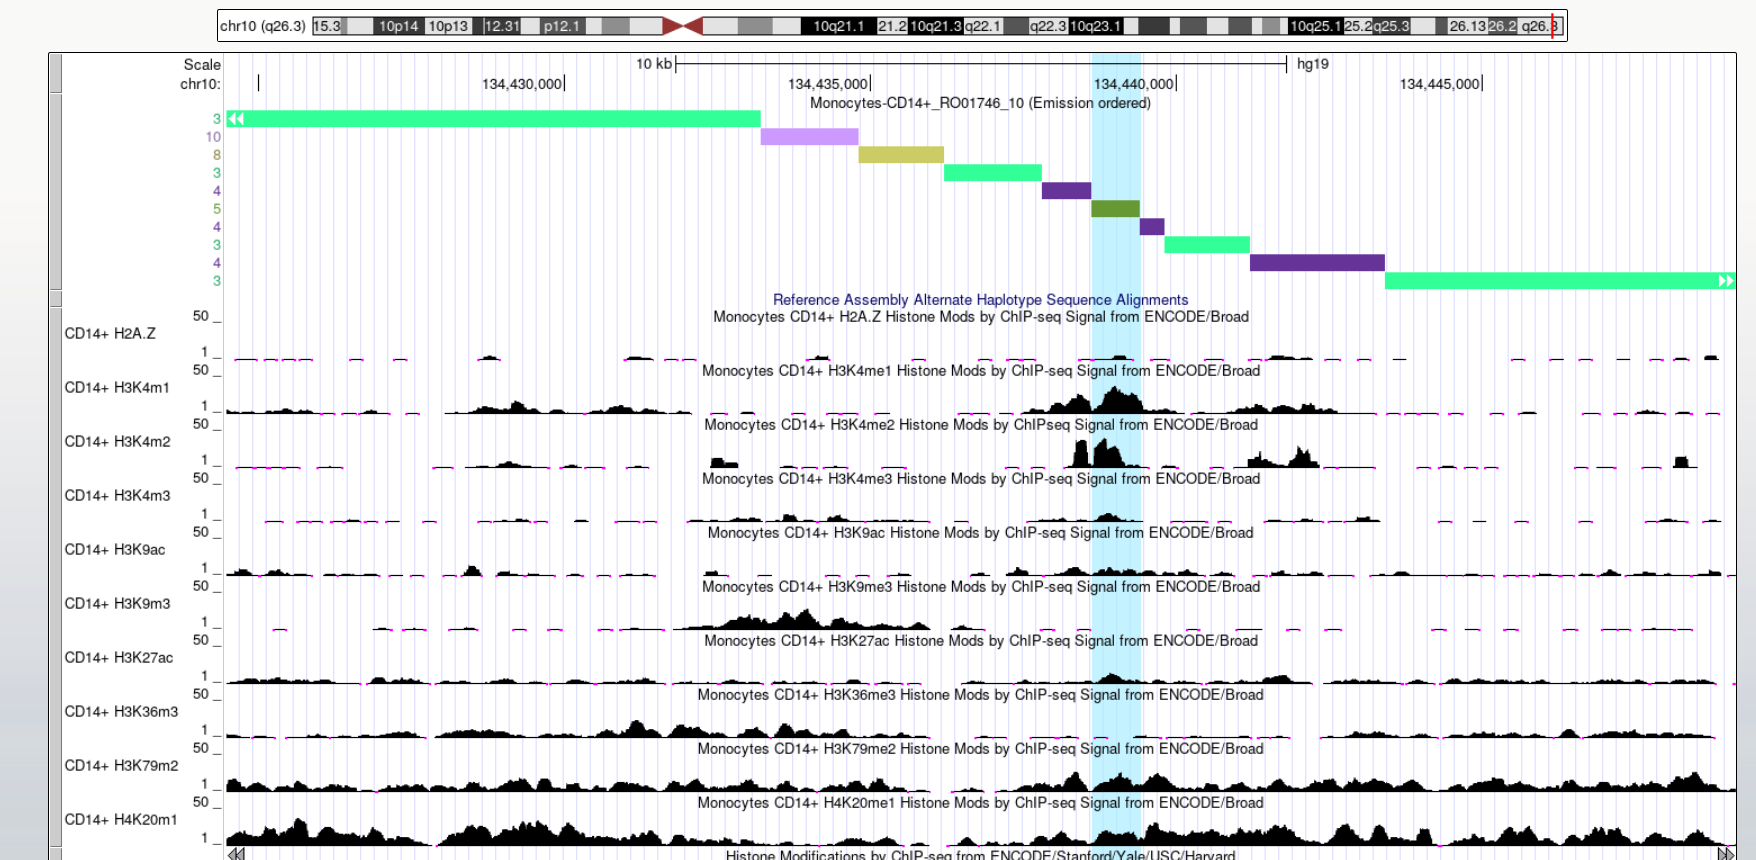 chr10 (q26.3) 15.3 10p14 10p13 12.31 p12.1 10q21.1 21.2 10q21.3 q22.1 q22.3 10q23.1 10q25.1 25.2 q25.3 26.13 26.2 q26.3
Scale 10 kb hg19
chr10: 134,430,000 134,435,000 134,440,000 134,445,000
Monocytes-CD14+_RO01746_10 (Emission ordered)
3
10
8
3
4
5
4
3
4
3
Reference Assembly Alternate Haplotype Sequence Alignments
Monocytes CD14+ H2A.Z Histone Mods by ChIP-seq Signal from ENCODE/Broad
50
CD14+ H2A.Z
1
Monocytes CD14+ H3K4me1 Histone Mods by ChIP-seq Signal from ENCODE/Broad
50
CD14+ H3K4m1
1
Monocytes CD14+ H3K4me2 Histone Mods by ChIPseq Signal from ENCODE/Broad
50
CD14+ H3K4m2
1
Monocytes CD14+ H3K4me3 Histone Mods by ChIP-seq Signal from ENCODE/Broad
50
CD14+ H3K4m3
1
Monocytes CD14+ H3K9ac Histone Mods by ChIP-seq Signal from ENCODE/Broad
50
CD14+ H3K9ac
1
Monocytes CD14+ H3K9me3 Histone Mods by ChIP-seq Signal from ENCODE/Broad
50
CD14+ H3K9m3
1
Monocytes CD14+ H3K27ac Histone Mods by ChIP-seq Signal from ENCODE/Broad
50
CD14+ H3K27ac
1
Monocytes CD14+ H3K36me3 Histone Mods by ChIP-seq Signal from ENCODE/Broad
50
CD14+ H3K36m3
1
Monocytes CD14+ H3K79me2 Histone Mods by ChIP-seq Signal from ENCODE/Broad
50
CD14+ H3K79m2
1
Monocytes CD14+ H4K20me1 Histone Mods by ChIP-seq Signal from ENCODE/Broad
50
CD14+ H4K20m1
1
Histone Modifications by ChIP-seq from ENCODE/Stanford/Yale/USC/Harvard